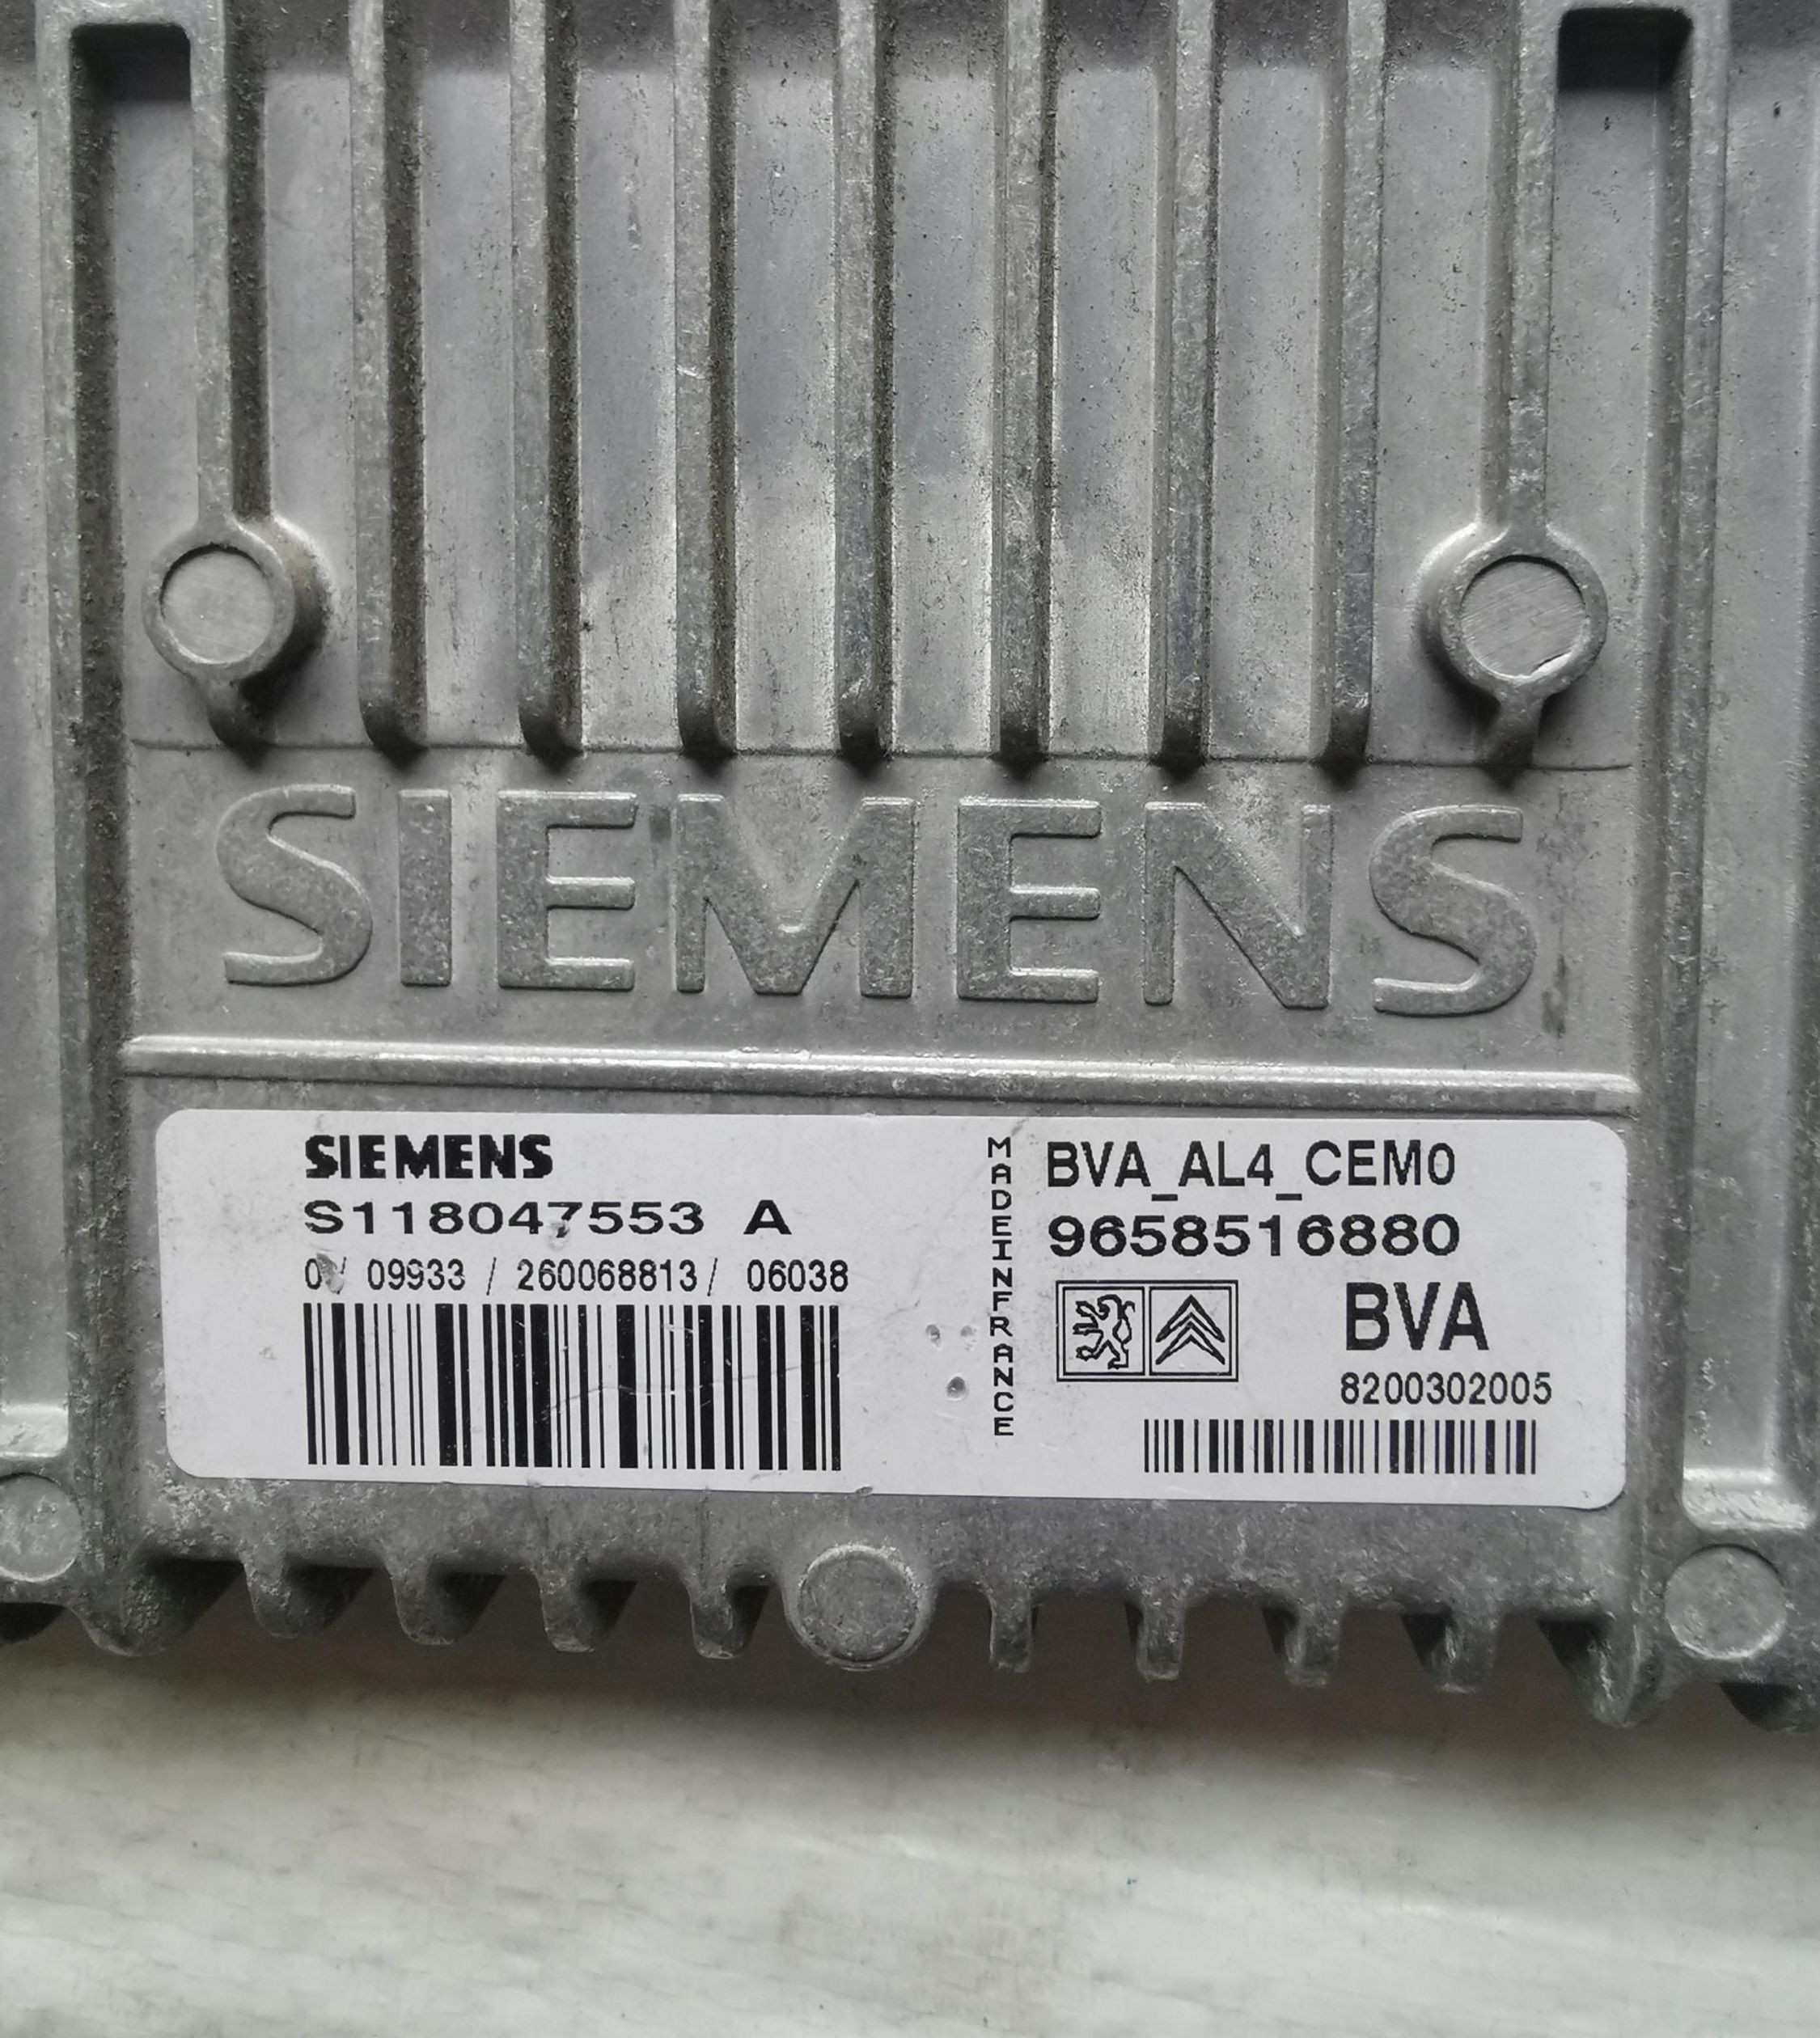 SIEMENS
SIEMENS
S118047553 A
09933 / 260068813 / 06038
MADEINFRANCE
BVA_AL4_CEM0
9658516880
BVA
8200302005